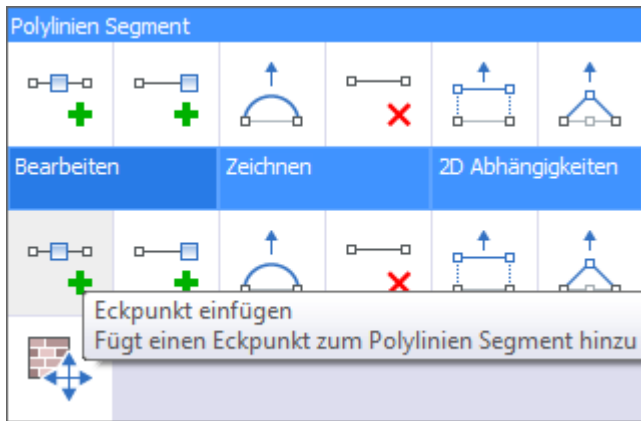 Polylinien Segment
Bearbeiten Zeichnen 2D Abhängigkeiten
Eckpunkt einfügen
Fügt einen Eckpunkt zum Polylinien Segment hinzu